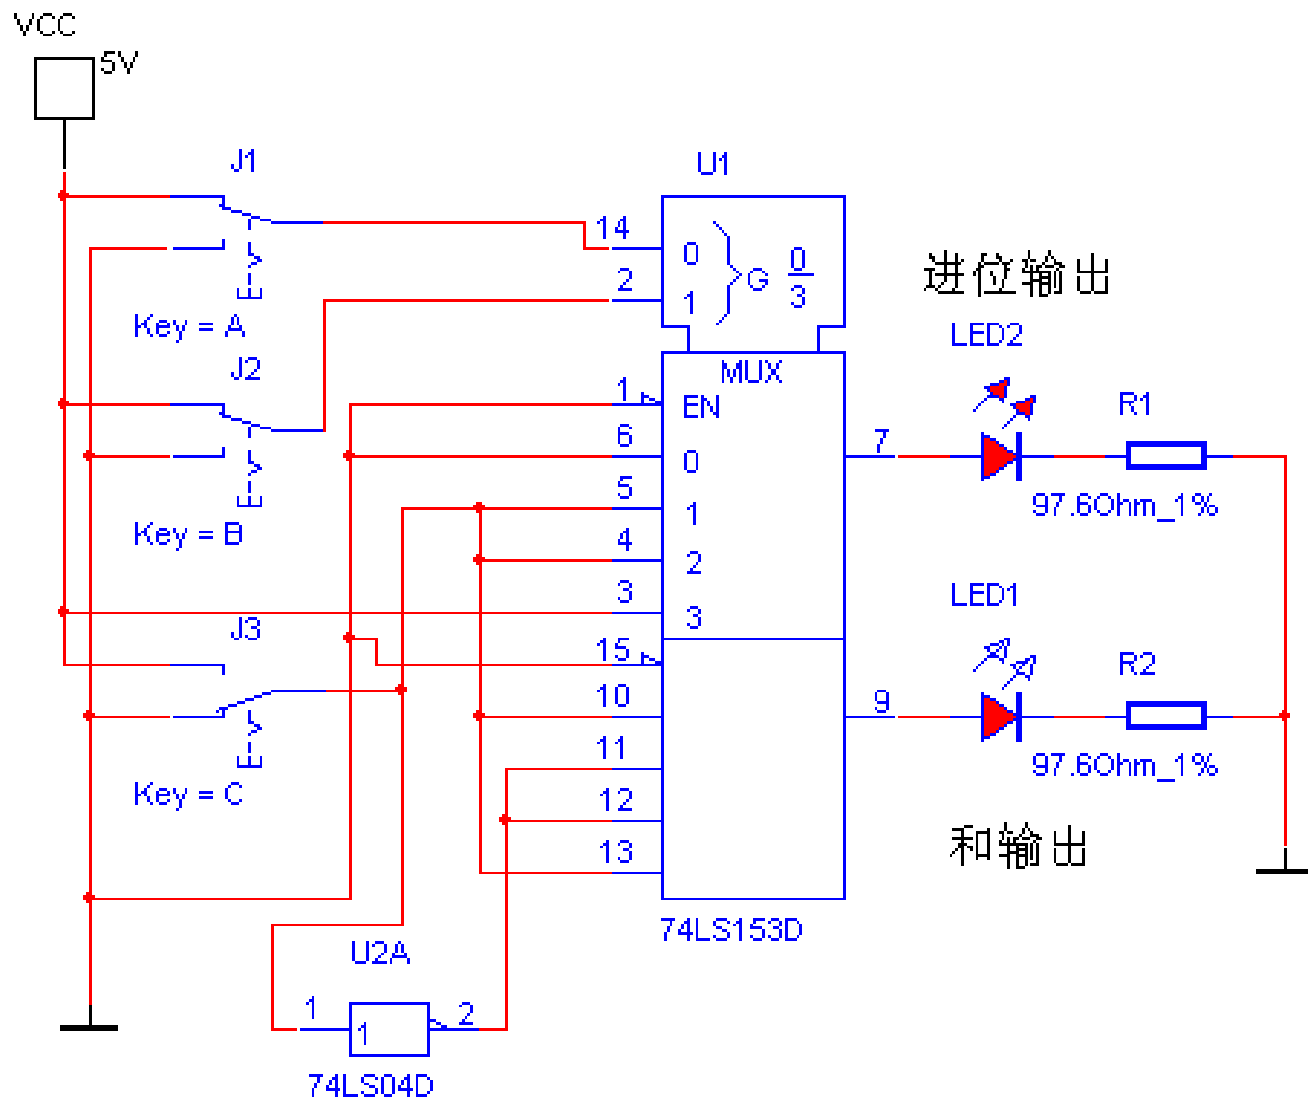 VCC
5V
J1
U1
14
0
2
1
G 0/3
进位输出
Key = A
LED2
J2
MUX
1
EN
R1
6
0
7
5
1
97.6Ohm_1%
Key = B
4
2
3
3
LED1
J3
15
R2
10
9
11
97.6Ohm_1%
Key = C
12
13
和输出
74LS153D
U2A
1
1
2
74LS04D